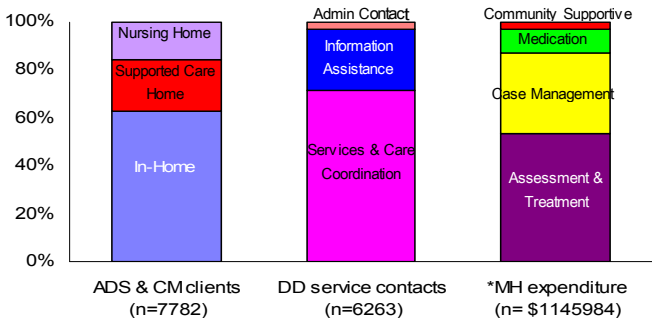 100%
80%
60%
40%
20%
0%
Nursing Home
Supported Care
Home
In-Home
Admin Contact
Information
Assistance
Services & Care
Coordination
Community Supportive
Medication
Case Management
Assessment &
Treatment
ADS & CM clients
(n=7782)
DD service contacts
(n=6263)
*MH expenditure
(n= $1145984)